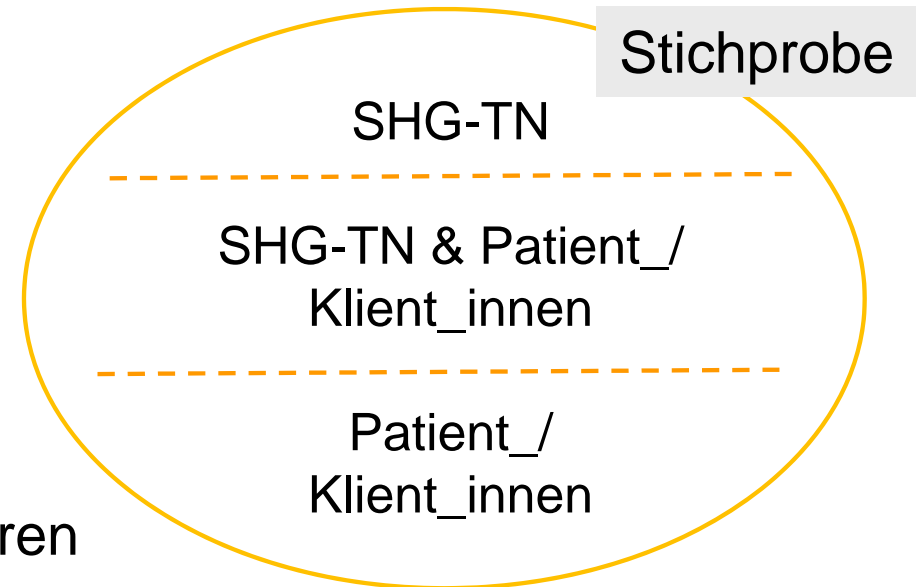 Stichprobe
SHG-TN
SHG-TN & Patient_/
Klient_innen
Patient_/
Klient_innen
ren